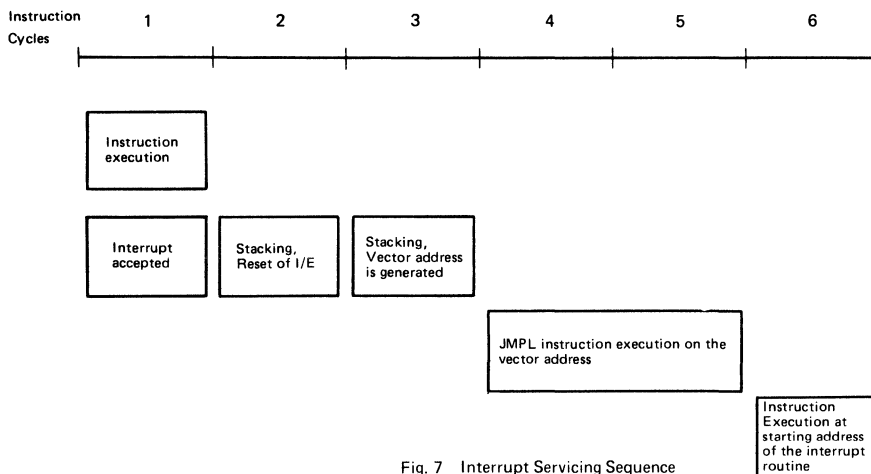 Instruction
Cycles
1 2 3 4 5 6
Instruction
execution
Interrupt
accepted
Stacking,
Reset of I/E
Stacking,
Vector address
is generated
JMPL instruction execution on the
vector address
Instruction
Execution at
starting address
of the interrupt
routine
Fig. 7 Interrupt Servicing Sequence